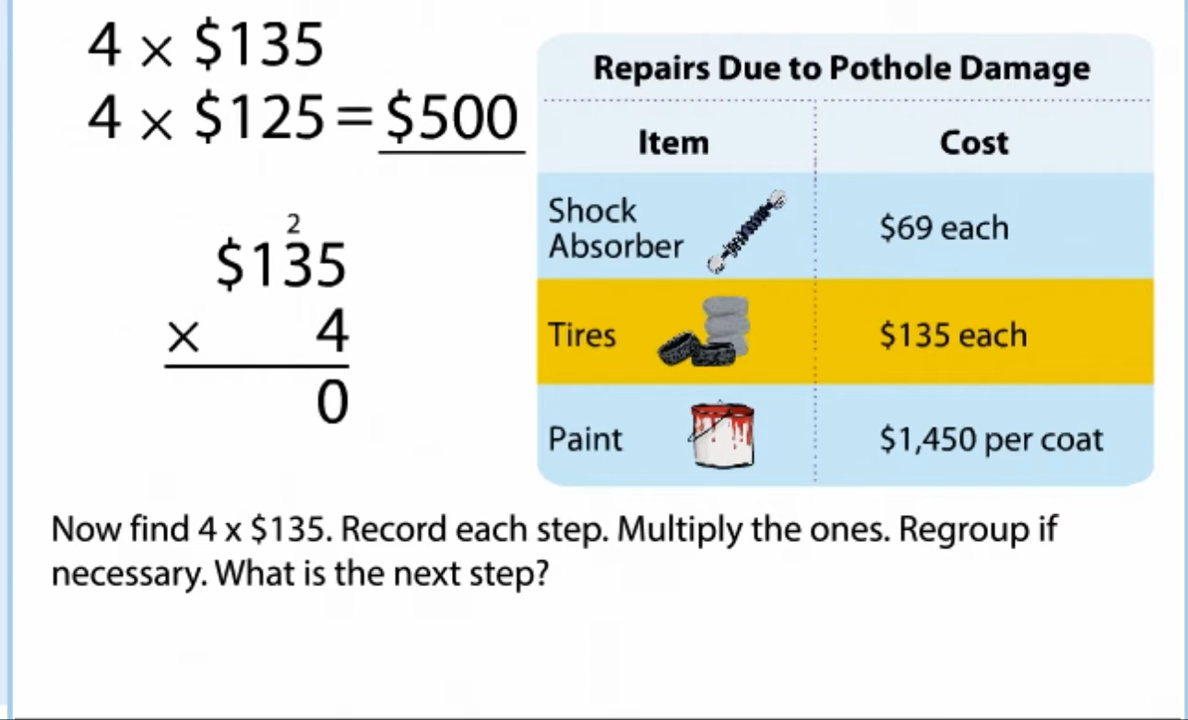 4 × $135
4 × $125 = $500
2
$135
× 4
0
Repairs Due to Pothole Damage
Item Cost
Shock
Absorber
$69 each
Tires $135 each
Paint $1,450 per coat
Now find 4 x $135. Record each step. Multiply the ones. Regroup if
necessary. What is the next step?